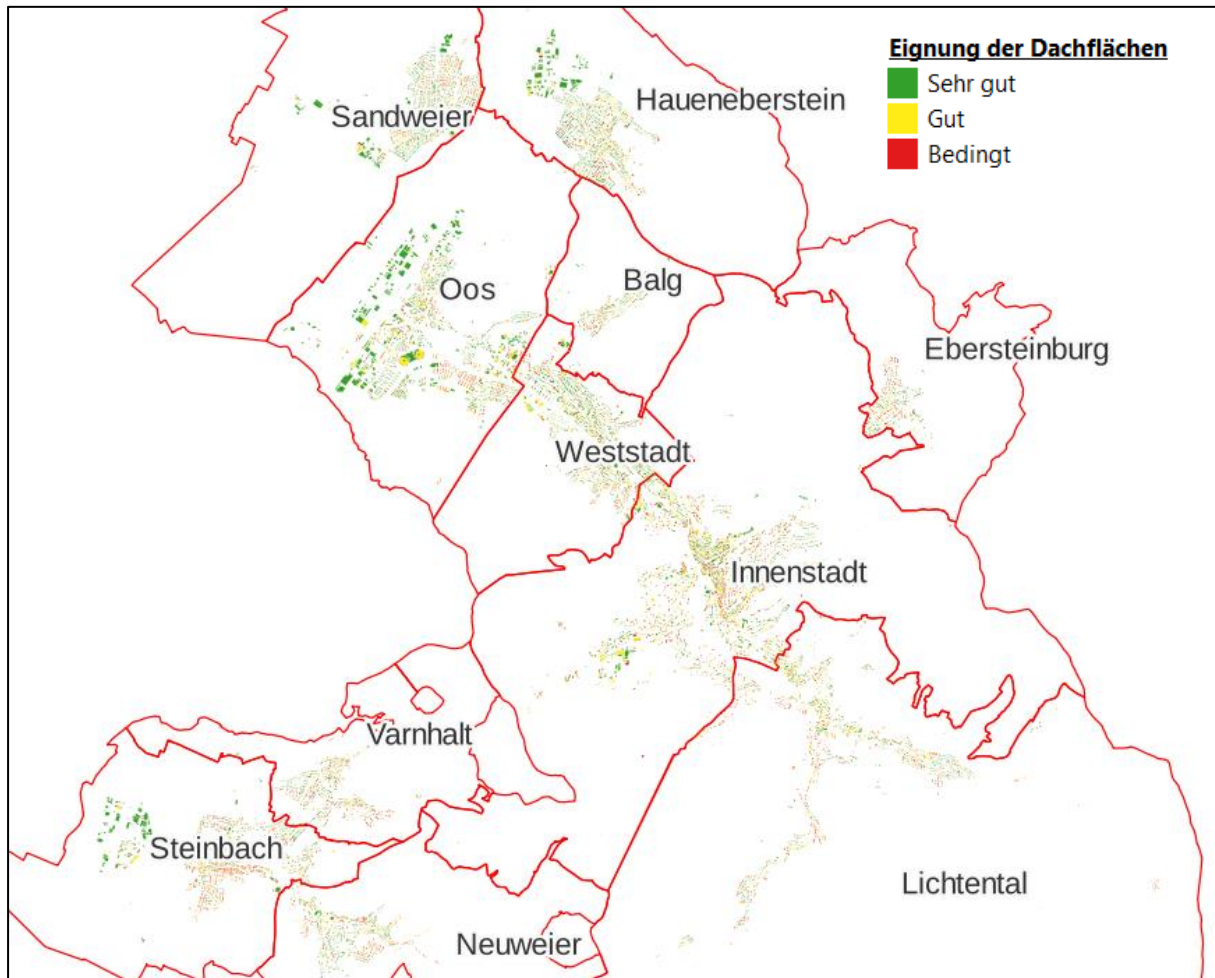 Eignung der Dachflächen
Sehr gut
Gut
Bedingt
Haueneberstein
Sandweier
Balg
Oos
Ebersteinburg
Weststadt
Innenstadt
Varnhalt
Steinbach
Lichtental
Neuweier